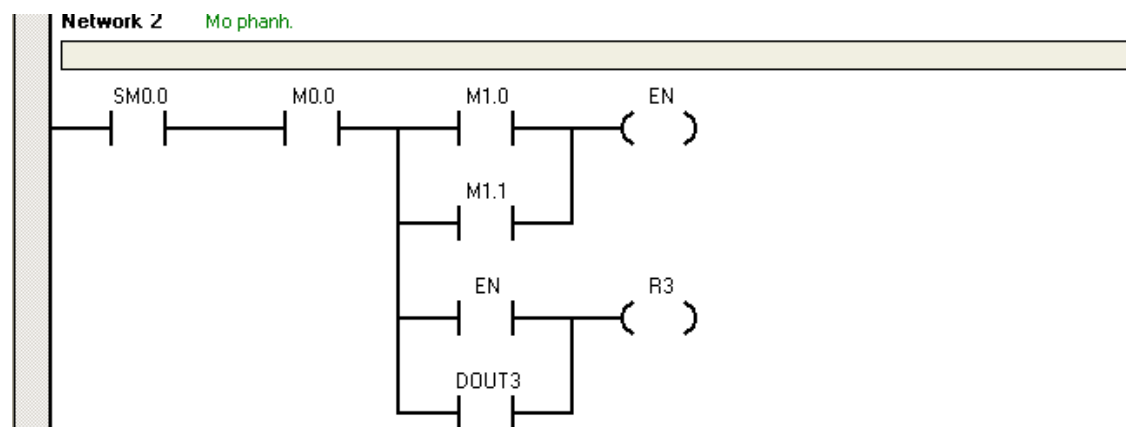 Network 2 Mo phanh.
SM0.0 M0.0 M1.0 EN
M1.1
EN R3
DOUT3